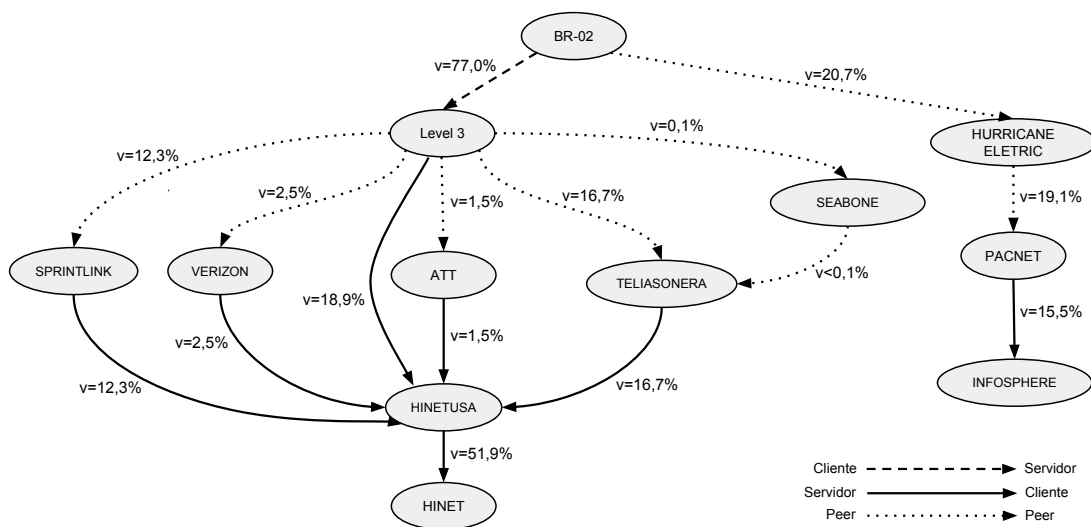 BR-02
v=77,0%
v=20,7%
Level 3
v=0,1%
HURRICANE
ELETRIC
v=12,3%
v=2,5%
v=1,5%
v=16,7%
SEABONE
v=19,1%
SPRINTLINK
VERIZON
ATT
TELIASONERA
v<0,1%
PACNET
v=18,9%
v=2,5%
v=1,5%
v=15,5%
v=12,3%
v=16,7%
HINETUSA
INFOSPHERE
v=51,9%
HINET
Cliente Servidor
Servidor Cliente
Peer Peer